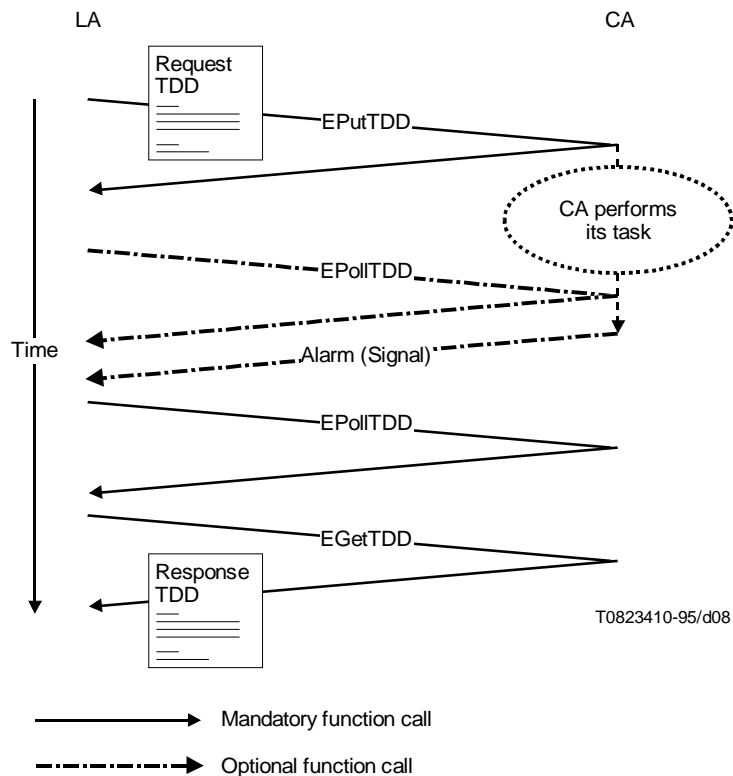 LA
CA
Request
TDD
EPutTDD
CA performs
its task
EPollTDD
Time
Alarm (Signal)
EPollTDD
EGetTDD
Response
TDD
T0823410-95/d08
Mandatory function call
Optional function call